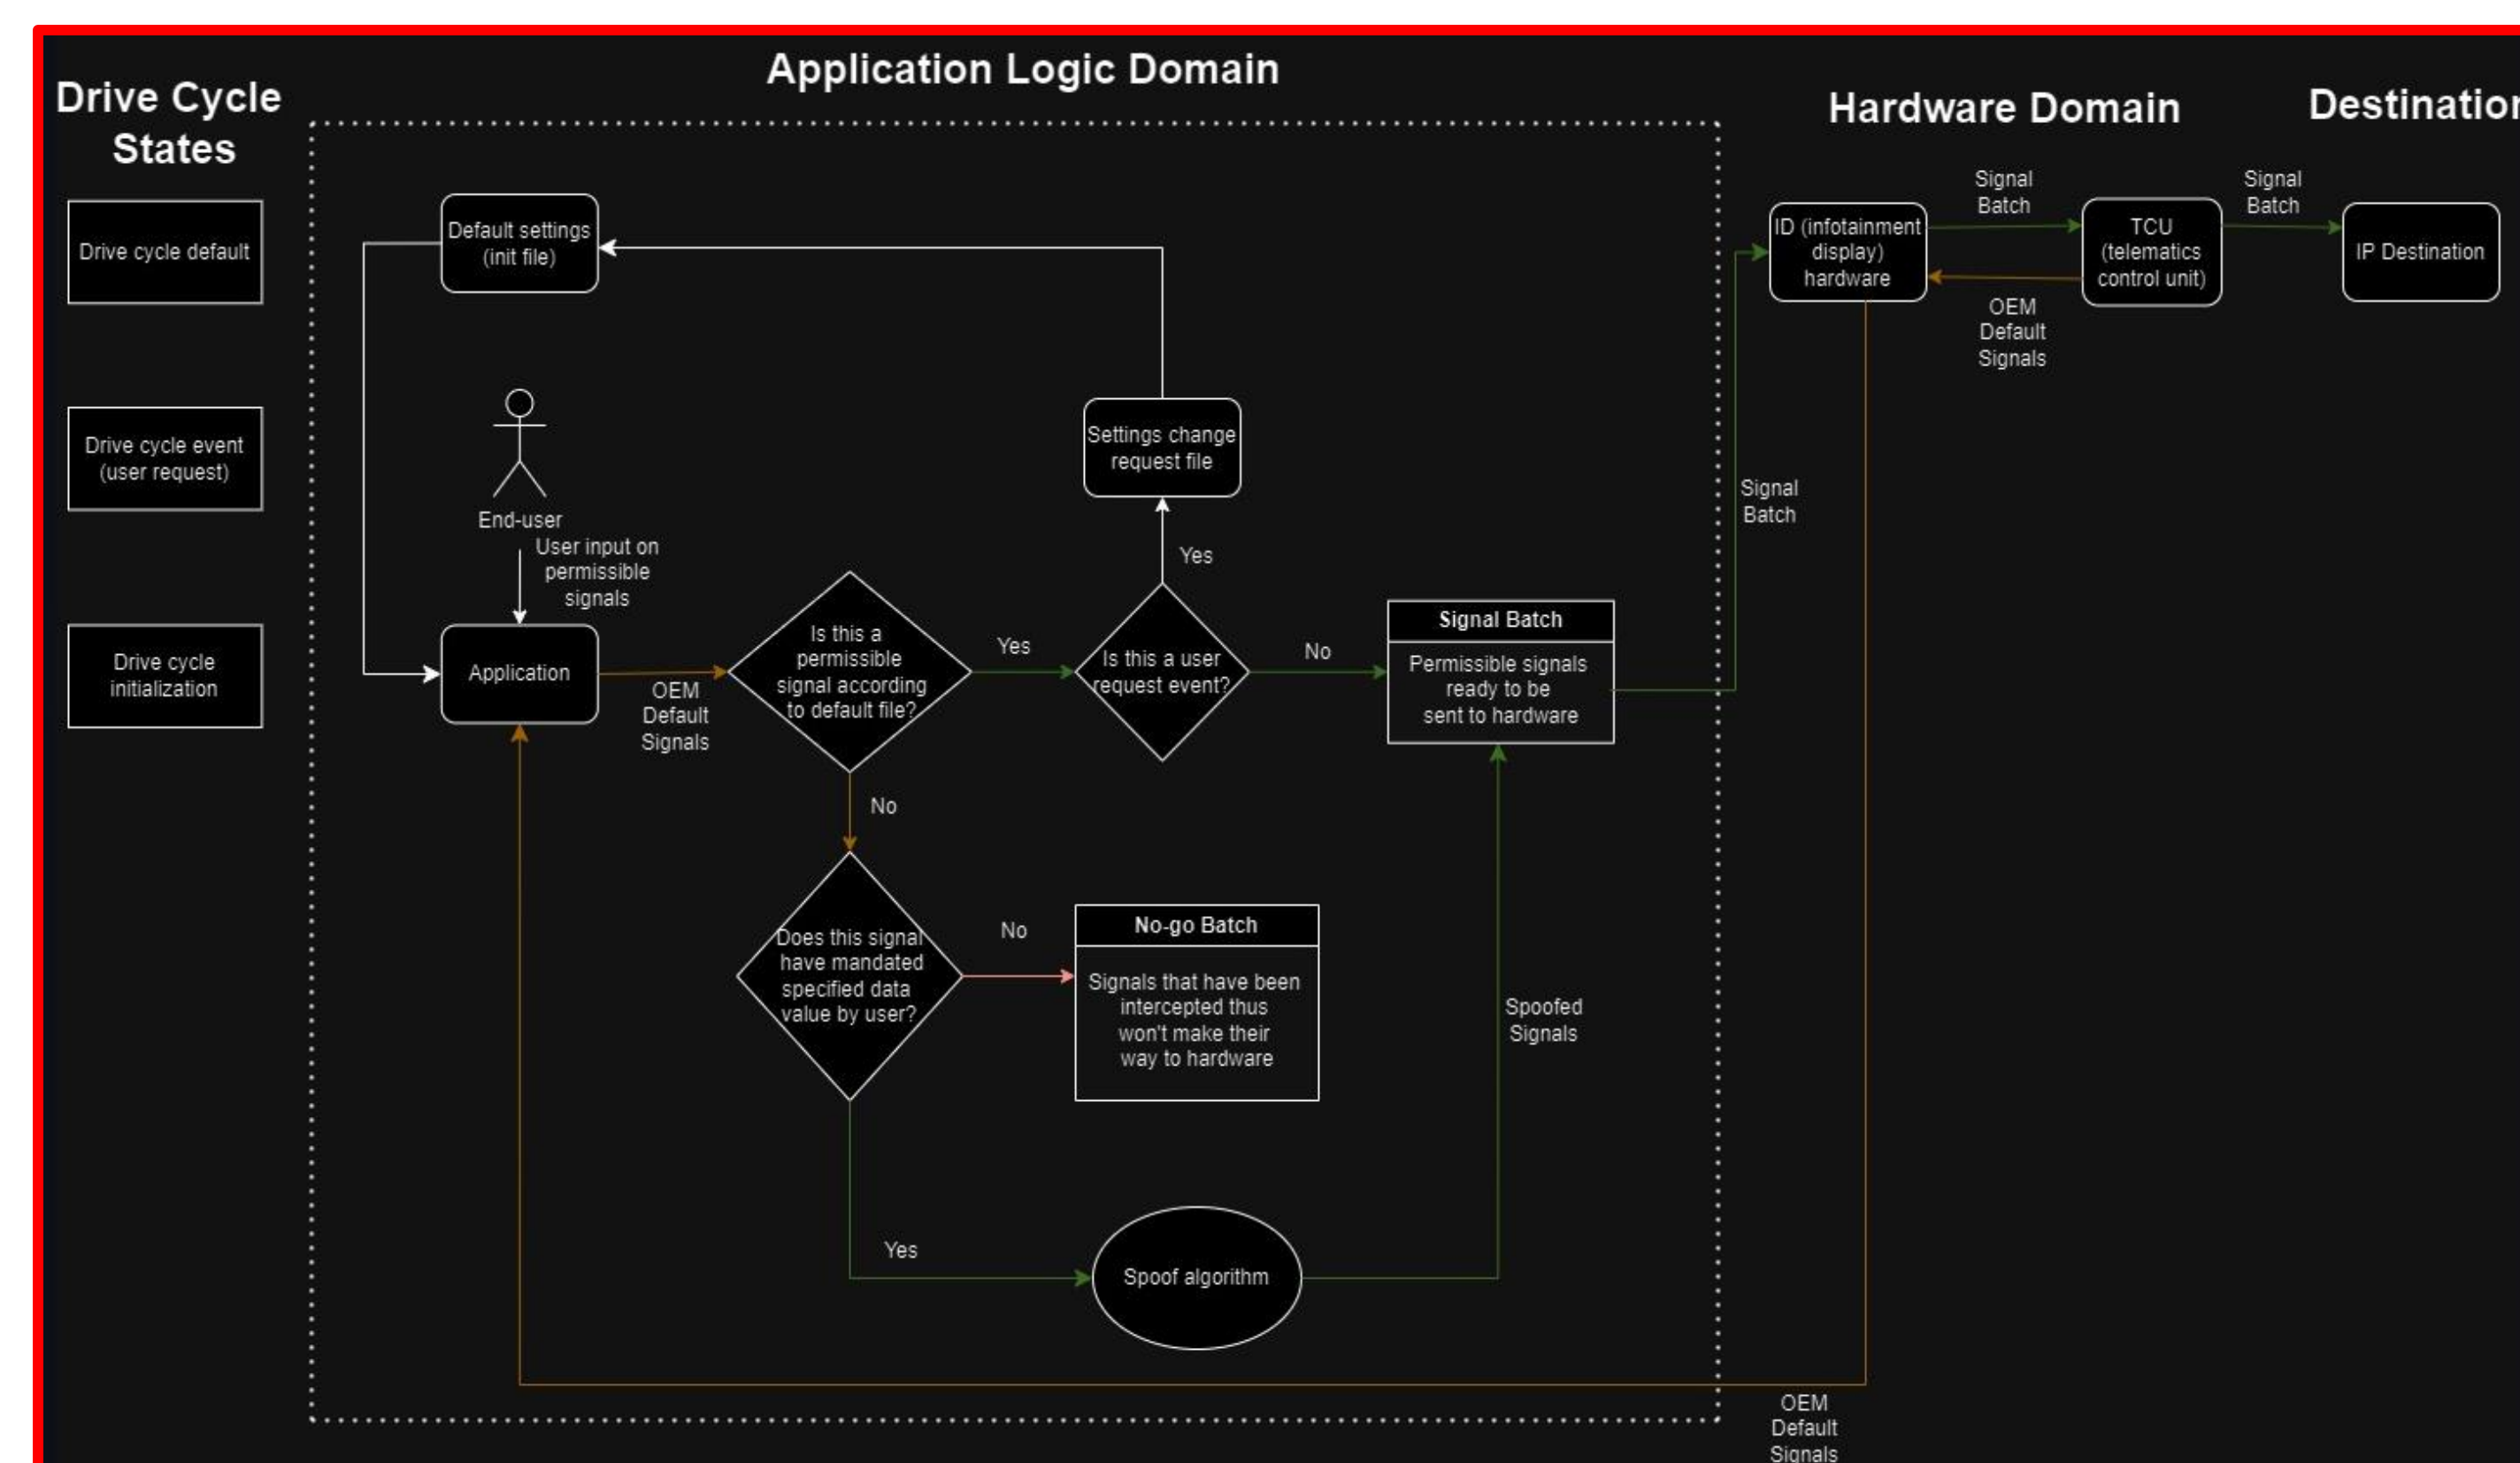 Application Logic Domain
Drive Cycle
States
Hardware Domain
Destination
Drive cycle default
Drive cycle event
(user request)
Drive cycle
initialization
Default settings
(init file)
End-user
User input on
permissible
signals
Application
OEM
Default
Signals
Is this a
permissible
signal according
to default file?
Yes
No
Is this a user
request event?
Yes
Settings change
request file
No
Signal Batch
Permissible signals
ready to be
sent to hardware
Does this signal
have mandated
specified data
value by user?
No
No-go Batch
Signals that have been
intercepted thus
won't make their
way to hardware
Yes
Spoof algorithm
Spoofed
Signals
Signal
Batch
ID (infotainment
display)
hardware
Signal
Batch
OEM
Default
Signals
TCU
(telematics
control unit)
Signal
Batch
IP Destination
OEM
Default
Signals